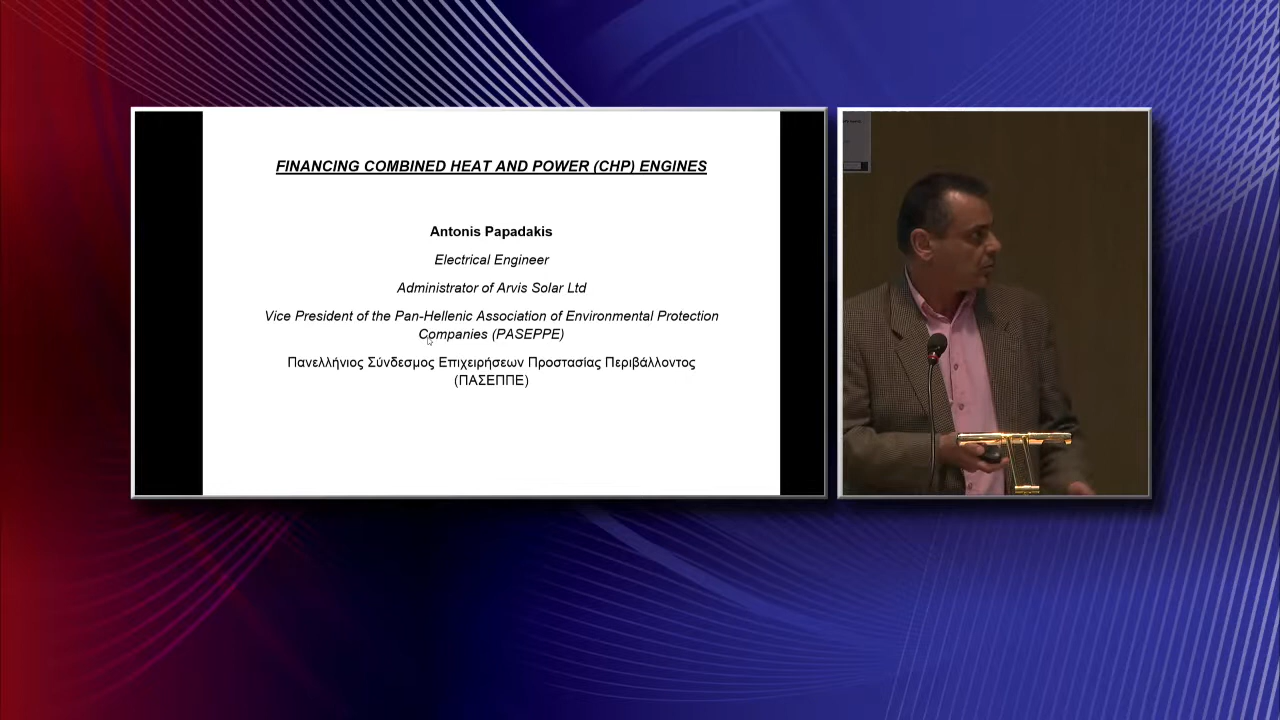 FINANCING COMBINED HEAT AND POWER (CHP) ENGINES
Antonis Papadakis
Electrical Engineer
Administrator of Arvis Solar Ltd
Vice President of the Pan-Hellenic Association of Environmental Protection
Companies (PASEPPE)
Πανελλήνιος Σύνδεσμος Επιχειρήσεων Προστασίας Περιβάλλοντος
(ΠΑΣΕΠΠΕ)